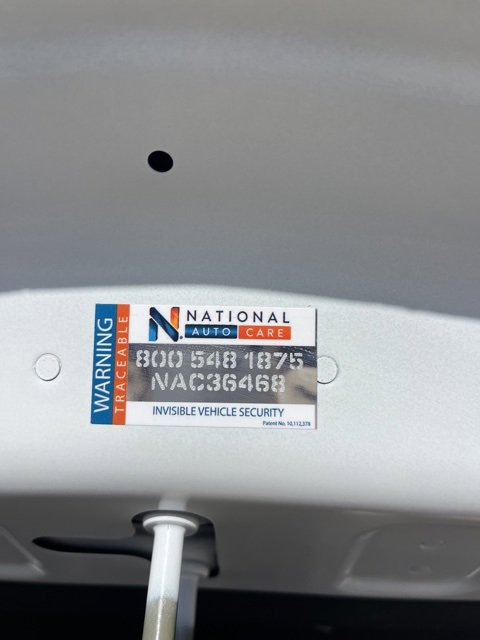 WARNING
TRACEABLE
N. NATIONAL
AUTO CARE
800 548 1875
NAC36468
INVISIBLE VEHICLE SECURITY
Patent No. 10,112,378